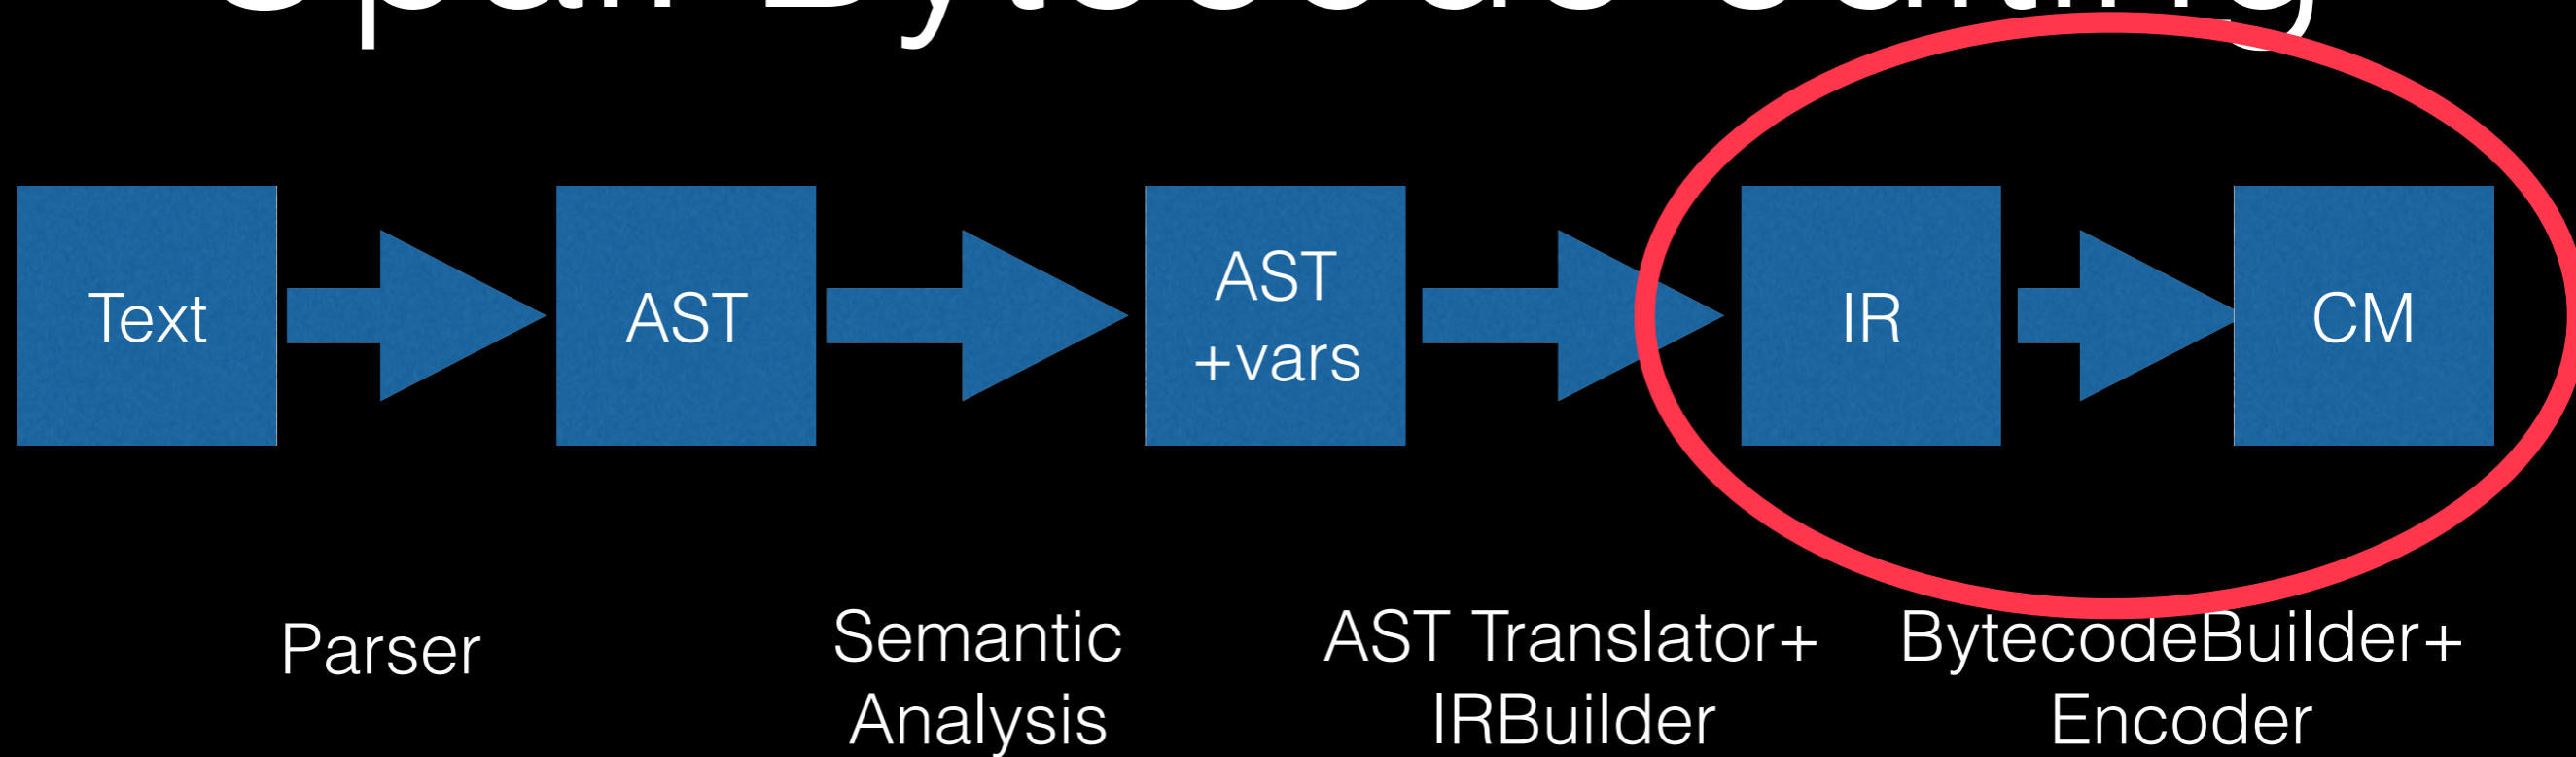 Text
AST
AST
+vars
IR
CM
Parser
Semantic
Analysis
AST Translator+
IRBuilder
BytecodeBuilder+
Encoder